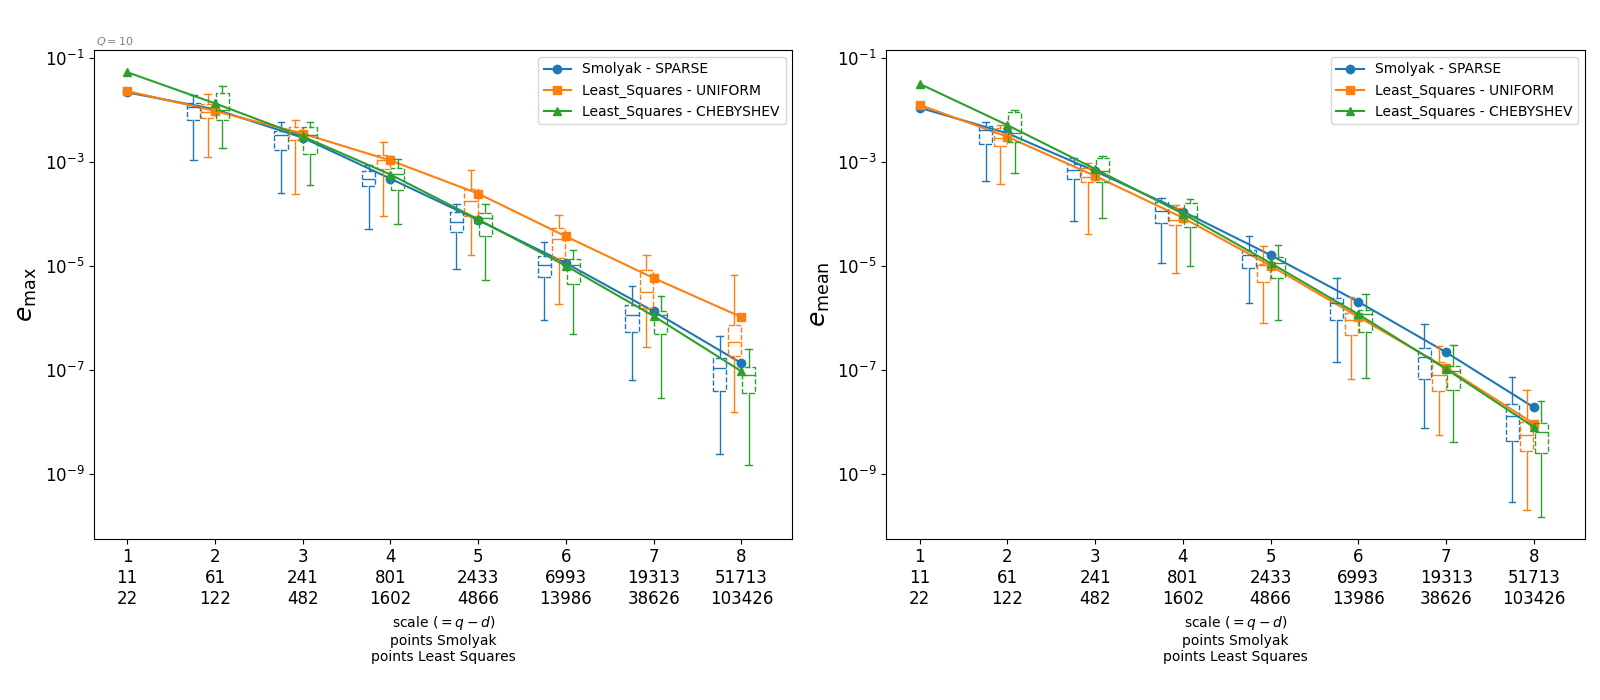 Q = 10
10⁻¹
10⁻³
10⁻⁵
10⁻⁷
10⁻⁹
e_max
Smolyak - SPARSE
Least_Squares - UNIFORM
Least_Squares - CHEBYSHEV
1 2 3 4 5 6 7 8
11 61 241 801 2433 6993 19313 51713
22 122 482 1602 4866 13986 38626 103426
scale (= q − d)
points Smolyak
points Least Squares
10⁻¹
10⁻³
10⁻⁵
10⁻⁷
10⁻⁹
e_mean
Smolyak - SPARSE
Least_Squares - UNIFORM
Least_Squares - CHEBYSHEV
1 2 3 4 5 6 7 8
11 61 241 801 2433 6993 19313 51713
22 122 482 1602 4866 13986 38626 103426
scale (= q − d)
points Smolyak
points Least Squares